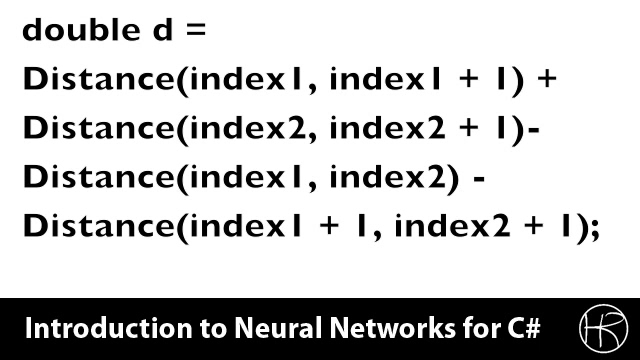 double d =
Distance(index1, index1 + 1) +
Distance(index2, index2 + 1)-
Distance(index1, index2) -
Distance(index1 + 1, index2 + 1);
Introduction to Neural Networks for C#